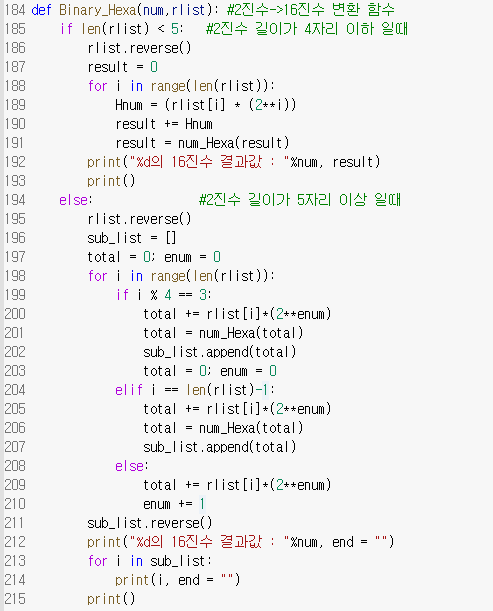 184 def Binary_Hexa(num,rlist): #2진수->16진수 변환 함수
185     if len(rlist) < 5:   #2진수 길이가 4자리 이하 일때
186         rlist.reverse()
187         result = 0
188         for i in range(len(rlist)):
189             Hnum = (rlist[i] * (2**i))
190             result += Hnum
191             result = num_Hexa(result)
192         print("%d의 16진수 결과값 : "%num, result)
193         print()
194     else:               #2진수 길이가 5자리 이상 일때
195         rlist.reverse()
196         sub_list = []
197         total = 0; enum = 0
198         for i in range(len(rlist)):
199             if i % 4 == 3:
200                 total += rlist[i]*(2**enum)
201                 total = num_Hexa(total)
202                 sub_list.append(total)
203                 total = 0; enum = 0
204             elif i == len(rlist)-1:
205                 total += rlist[i]*(2**enum)
206                 total = num_Hexa(total)
207                 sub_list.append(total)
208             else:
209                 total += rlist[i]*(2**enum)
210                 enum += 1
211         sub_list.reverse()
212         print("%d의 16진수 결과값 : "%num, end = "")
213         for i in sub_list:
214             print(i, end = "")
215         print()